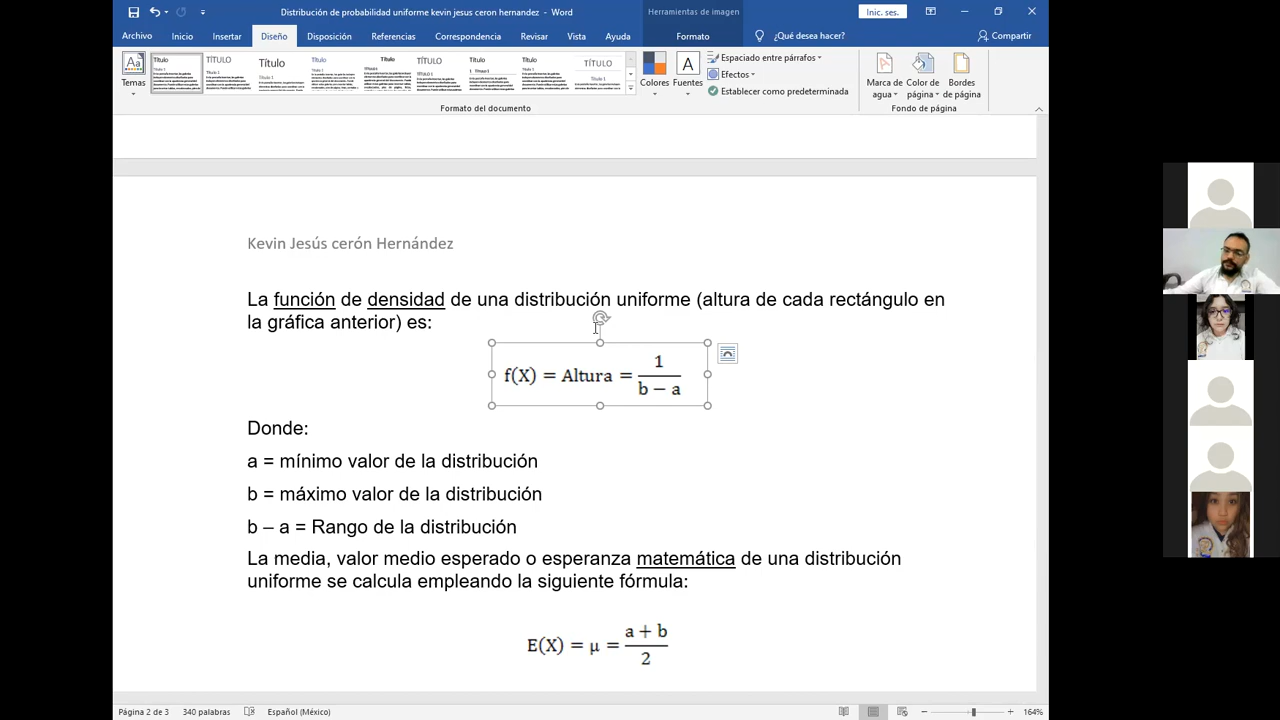 Distribución de probabilidad uniforme kevin jesus ceron hernandez - Word
Herramientas de imagen
Inic. ses.
Archivo Inicio Insertar Diseño Disposición Referencias Correspondencia Revisar Vista Ayuda Formato ¿Qué desea hacer? Compartir
Temas
Colores
Fuentes
Espaciado entre párrafos
Efectos
Establecer como predeterminada
Marca de agua
Color de página
Bordes de página
Formato del documento
Fondo de página
Kevin Jesús cerón Hernández
La función de densidad de una distribución uniforme (altura de cada rectángulo en
la gráfica anterior) es:
f(X) = Altura = 1 / (b − a)
Donde:
a = mínimo valor de la distribución
b = máximo valor de la distribución
b – a = Rango de la distribución
La media, valor medio esperado o esperanza matemática de una distribución
uniforme se calcula empleando la siguiente fórmula:
E(X) = μ = (a + b) / 2
Página 2 de 3 340 palabras Español (México) 164%